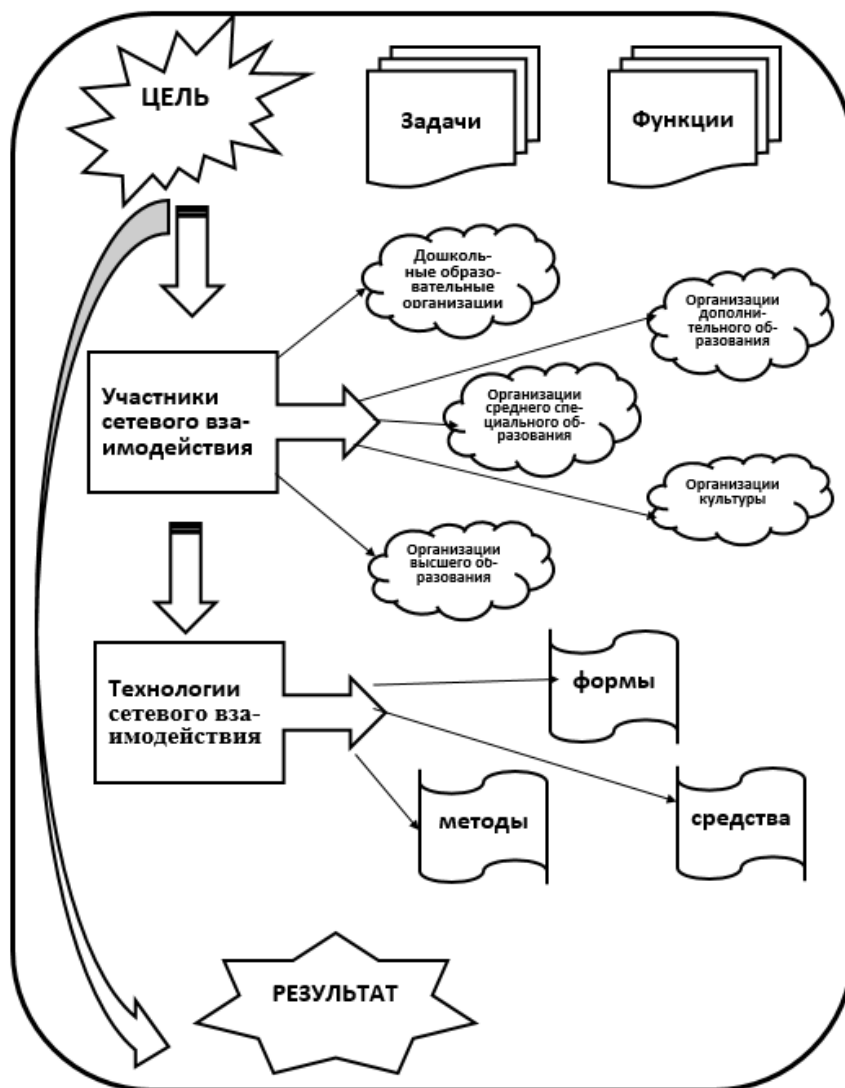 ЦЕЛЬ
Задачи
Функции
Дошколь-
ные образо-
вательные
организации
Организации
дополни-
тельного об-
разования
Участники
сетевого вза-
имодействия
Организации
среднего спе-
циального об-
разования
Организации
культуры
Организации
высшего об-
разования
Технологии
сетевого вза-
имодействия
формы
методы
средства
РЕЗУЛЬТАТ